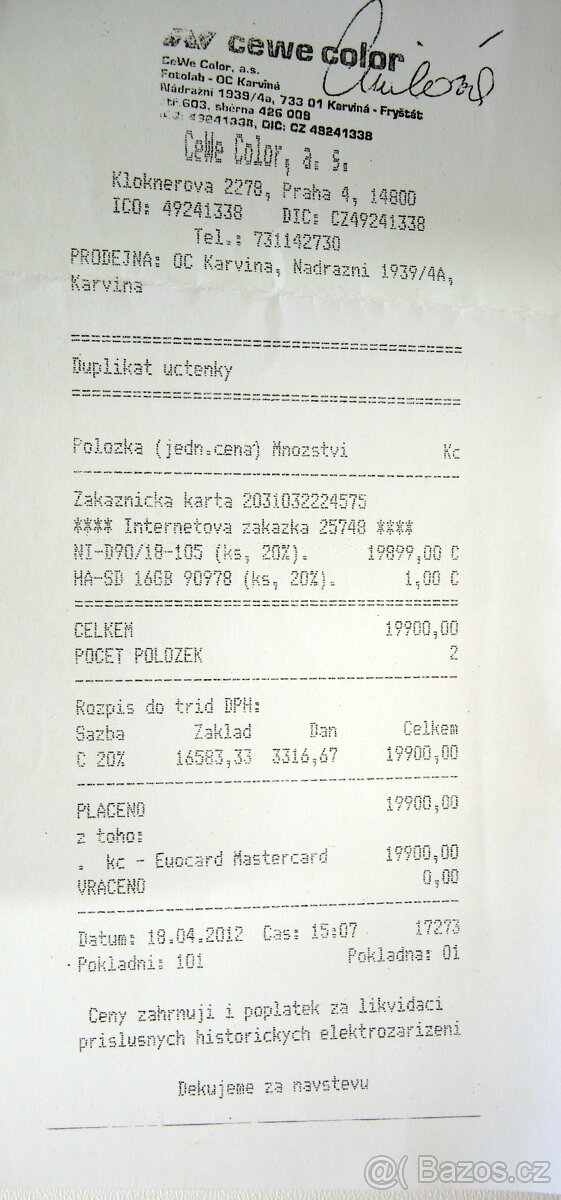 cewe color
CeWe Color, a.s.
Fotolab - OC Karviná
Nádražní 1939/4a, 733 01 Karviná - Fryštát
str.603, sběrna 426 009
IČ: 49241338, DIČ: CZ 49241338
CeWe Color, a. s.
Kloknerova 2278, Praha 4, 14800
ICO: 49241338 DIC: CZ49241338
Tel.: 731142730
PRODEJNA: OC Karvina, Nadrazni 1939/4A,
Karvina
========================================
Duplikat uctenky
========================================
Polozka (jedn.cena) Mnozstvi Kc
----------------------------------------
Zakaznicka karta 2031032224575
**** Internetova zakazka 25748 ****
NI-D90/18-105 (ks, 20%). 19899,00 C
HA-SD 16GB 90978 (ks, 20%). 1,00 C
========================================
CELKEM 19900,00
POCET POLOZEK 2
----------------------------------------
Rozpis do trid DPH:
Sazba Zaklad Dan Celkem
C 20% 16583,33 3316,67 19900,00
----------------------------------------
PLACENO 19900,00
z toho:
. kc - Euocard Mastercard 19900,00
VRACENO 0,00
----------------------------------------
Datum: 18.04.2012 Cas: 15:07 17273
Pokladni: 101 Pokladna: 01
Ceny zahrnuji i poplatek za likvidaci
prislusnych historickych elektrozarizeni
Dekujeme za navstevu
@ Bazos.cz